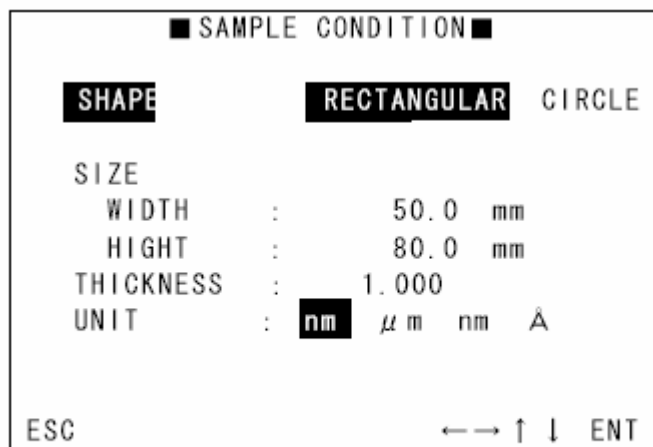 ■SAMPLE CONDITION■
SHAPE RECTANGULAR CIRCLE
SIZE
WIDTH : 50.0 mm
HIGHT : 80.0 mm
THICKNESS : 1.000
UNIT : nm μm nm Å
ESC ←→↑↓ ENT